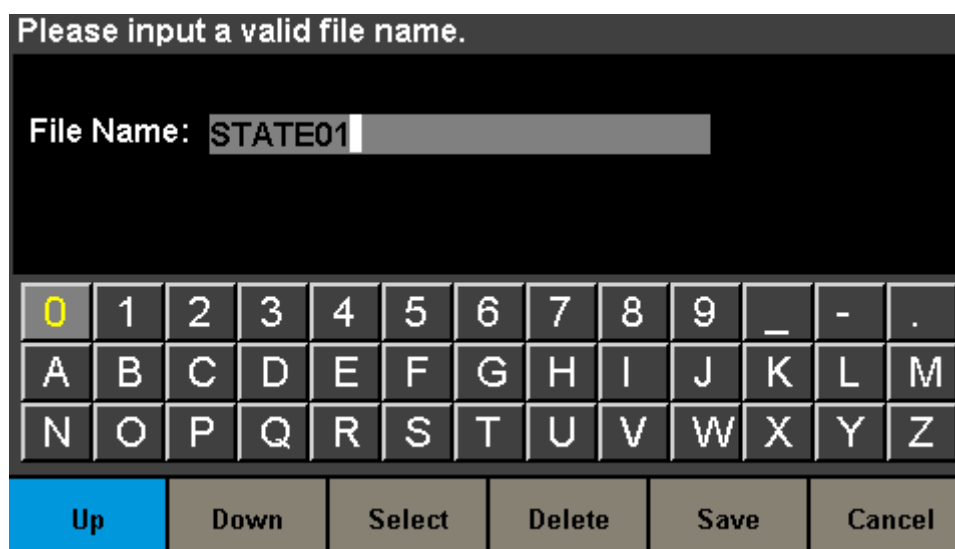 Please input a valid file name.
File Name: STATE01
0 1 2 3 4 5 6 7 8 9 _ - .
A B C D E F G H I J K L M
N O P Q R S T U V W X Y Z
Up Down Select Delete Save Cancel